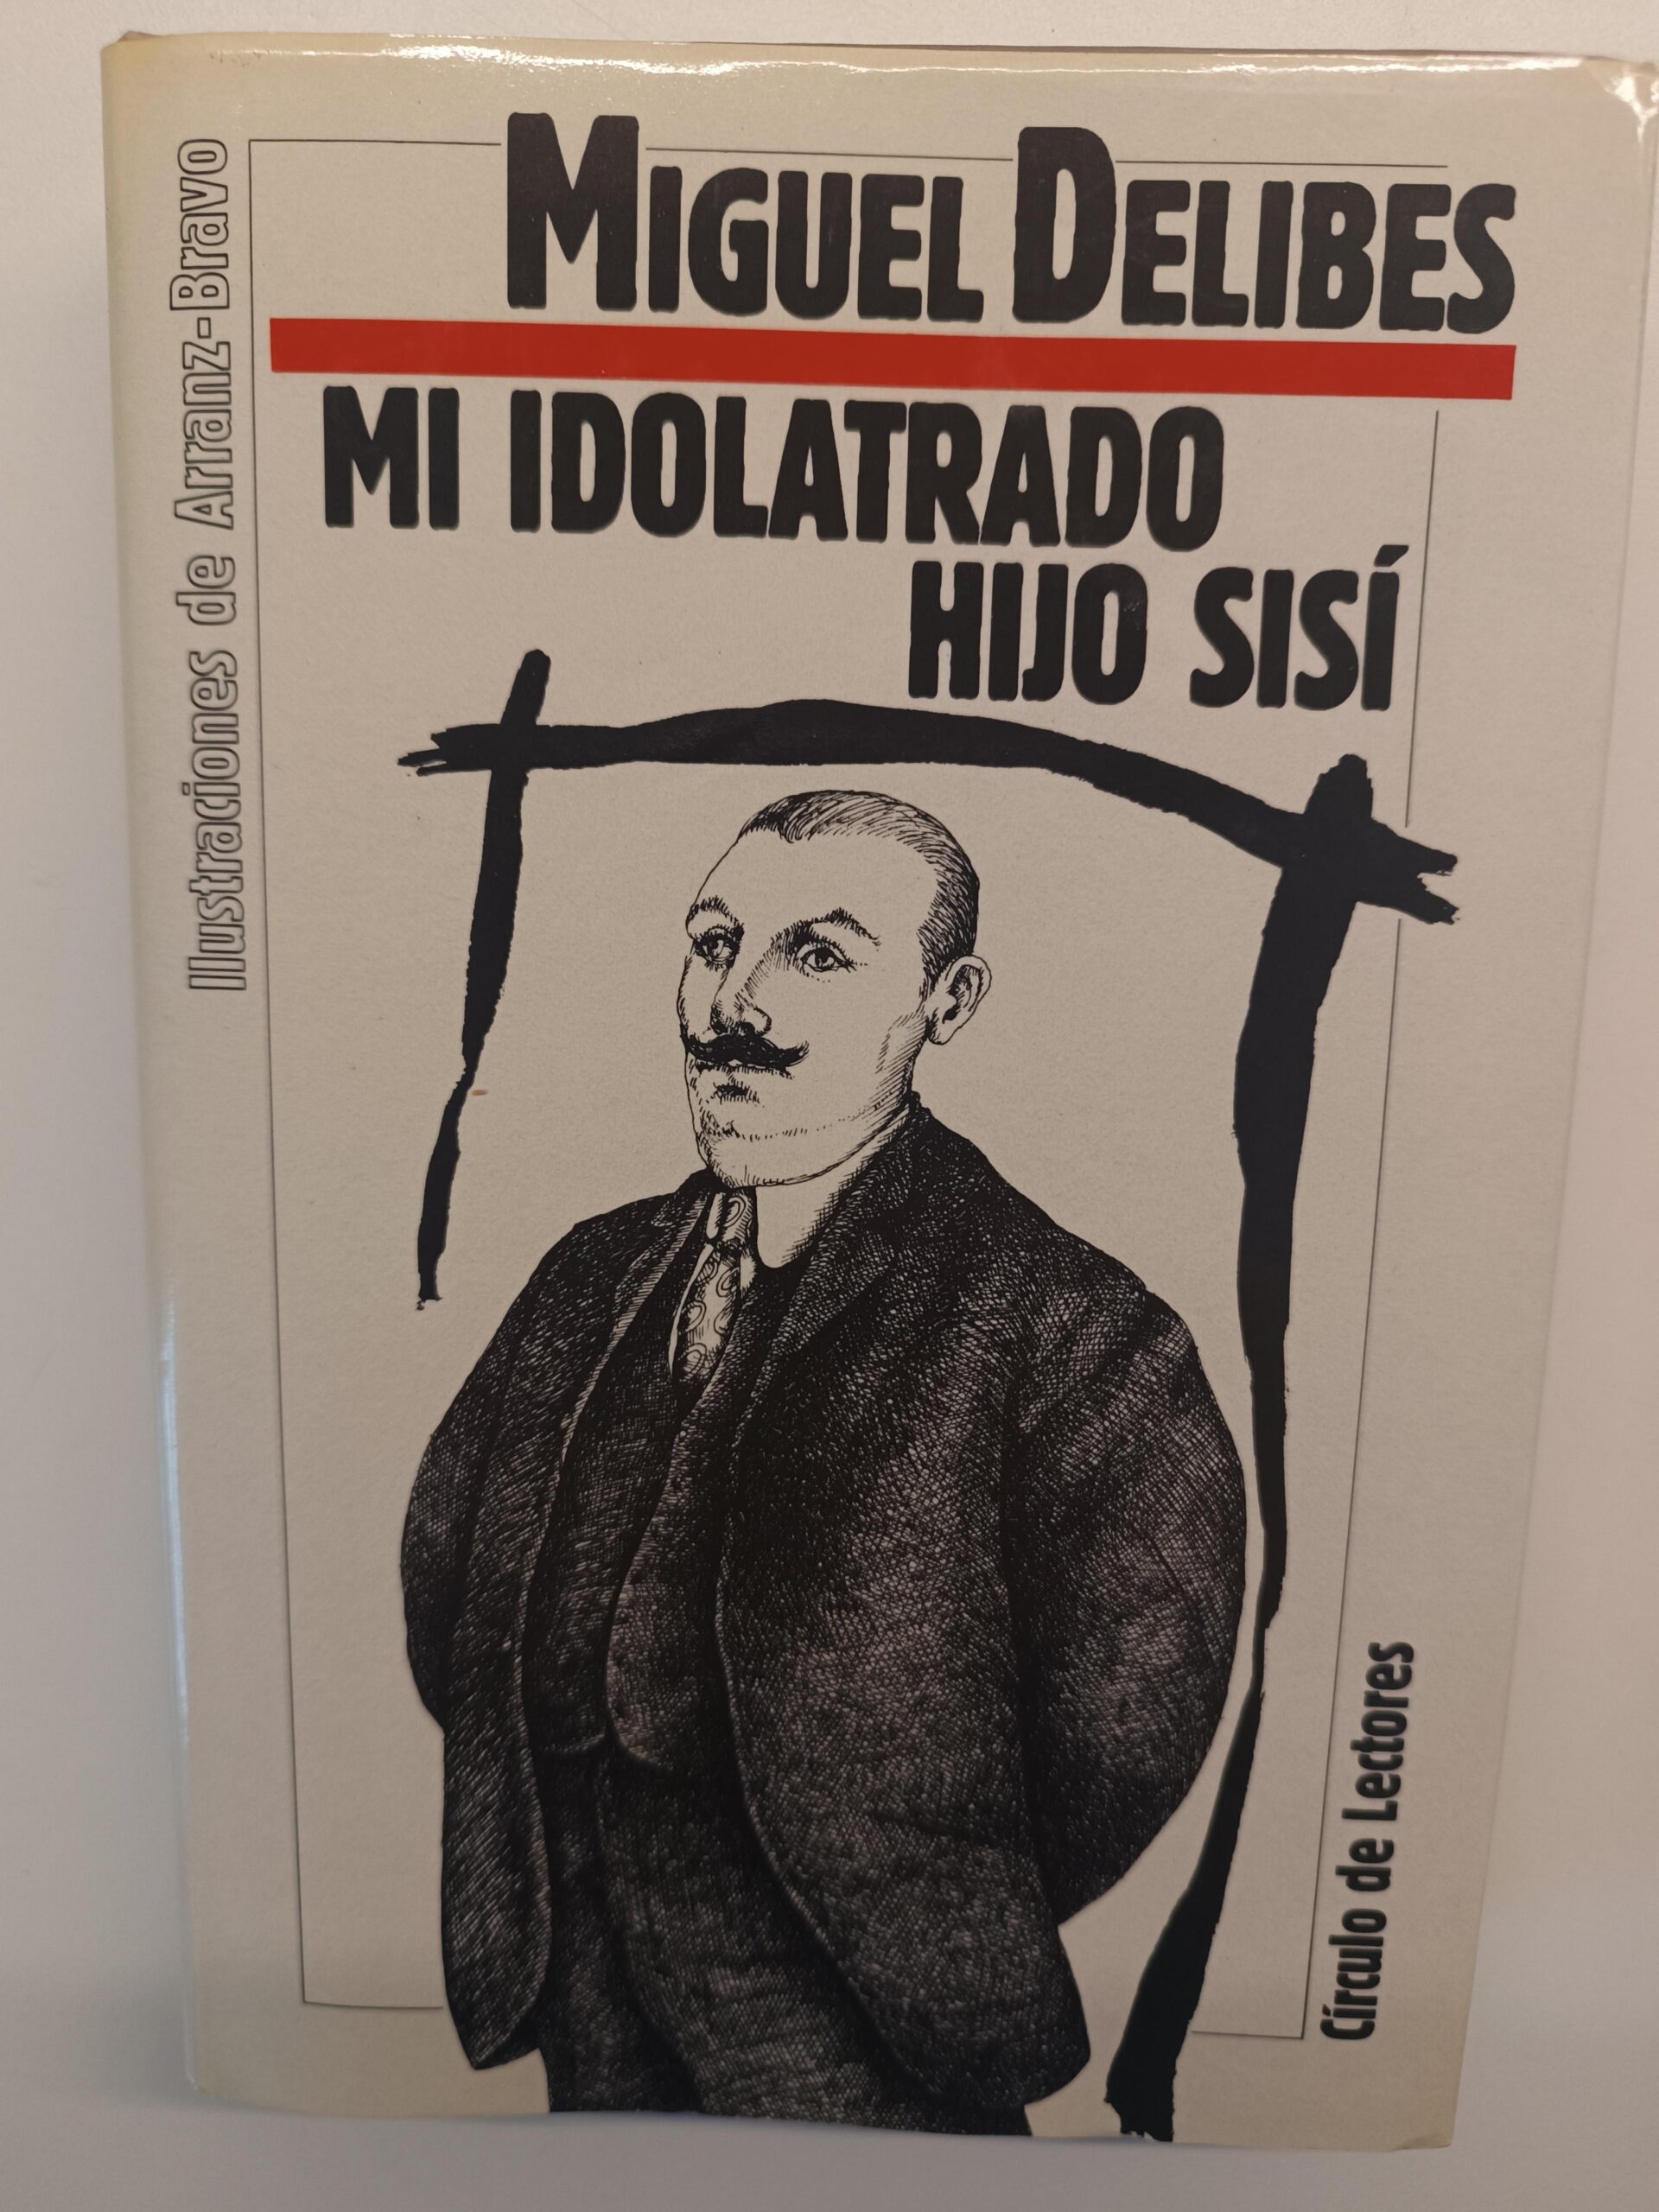 Miguel Delibes
MI IDOLATRADO
HIJO SISÍ
Ilustraciones de Arranz-Bravo
Círculo de Lectores